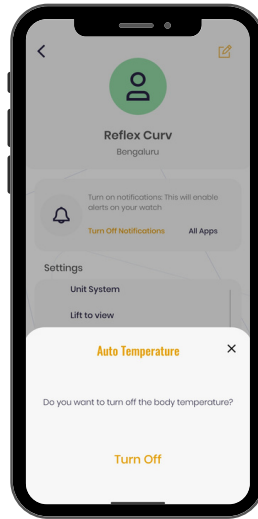 Reflex Curv
Bengaluru
Turn on notifications: This will enable
alerts on your watch
Turn Off Notifications All Apps
Settings
Unit System
Lift to view
Auto Temperature
Do you want to turn off the body temperature?
Turn Off